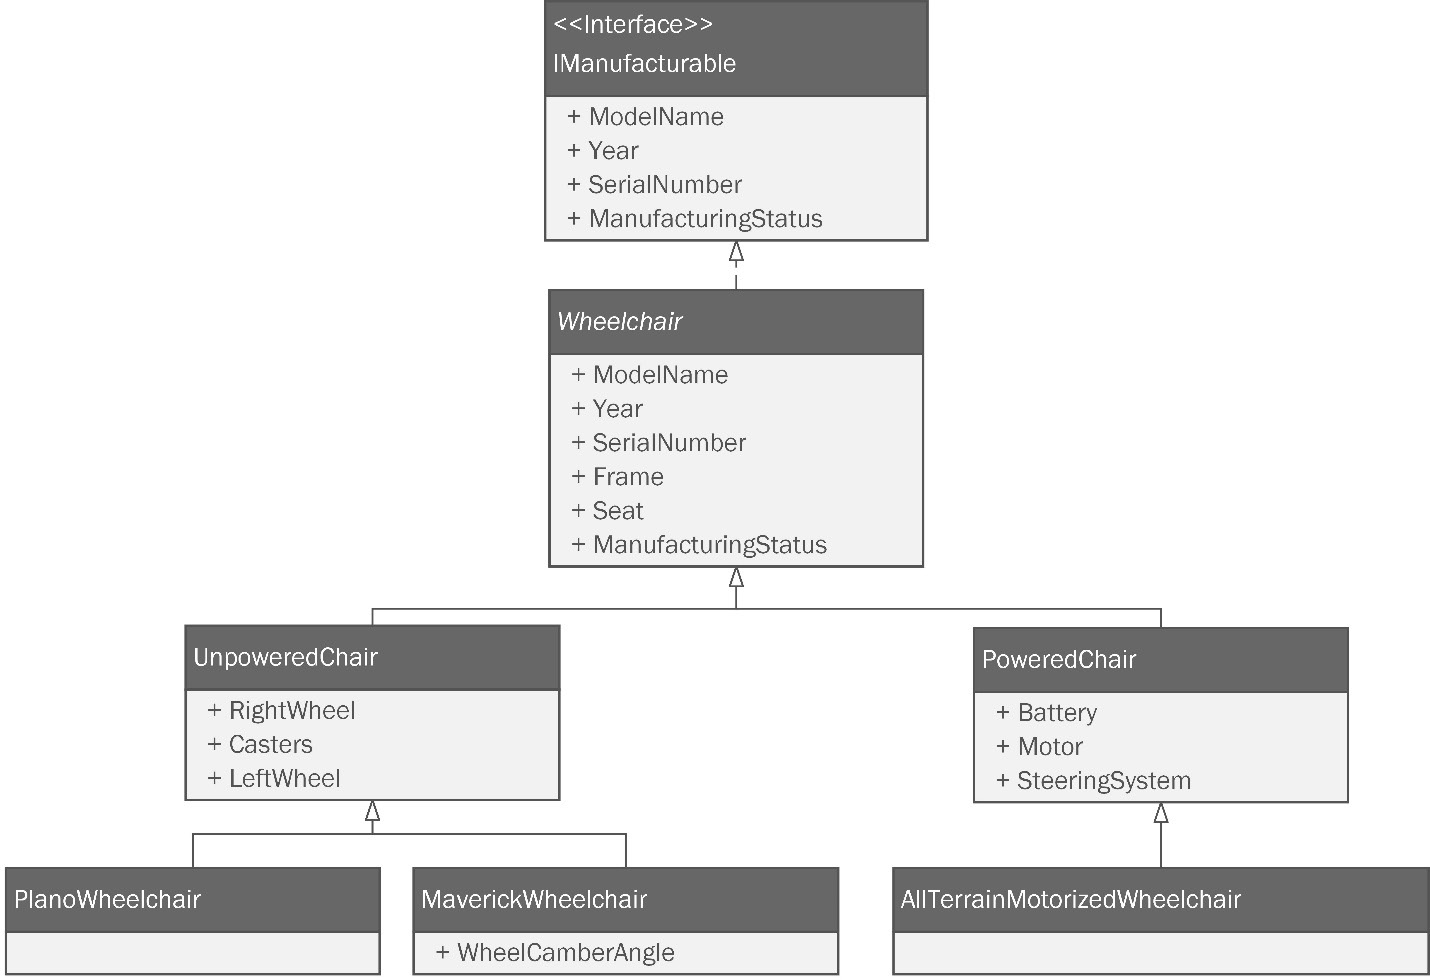 <<Interface>>
IManufacturable
+ ModelName
+ Year
+ SerialNumber
+ ManufacturingStatus
Wheelchair
+ ModelName
+ Year
+ SerialNumber
+ Frame
+ Seat
+ ManufacturingStatus
UnpoweredChair
+ RightWheel
+ Casters
+ LeftWheel
PoweredChair
+ Battery
+ Motor
+ SteeringSystem
PlanoWheelchair
MaverickWheelchair
+ WheelCamberAngle
AllTerrainMotorizedWheelchair